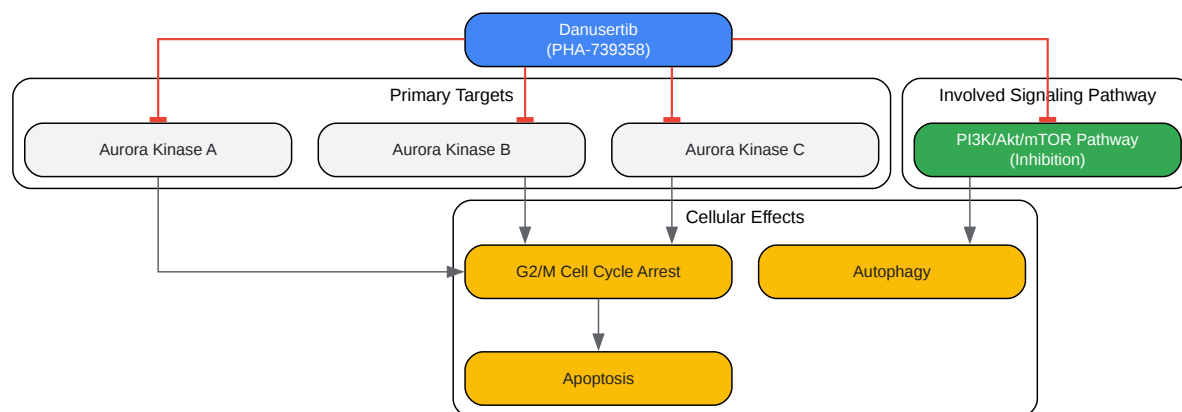 Danusertib
(PHA-739358)
Primary Targets
Involved Signaling Pathway
Aurora Kinase A
Aurora Kinase B
Aurora Kinase C
PI3K/Akt/mTOR Pathway
(Inhibition)
Cellular Effects
G2/M Cell Cycle Arrest
Autophagy
Apoptosis